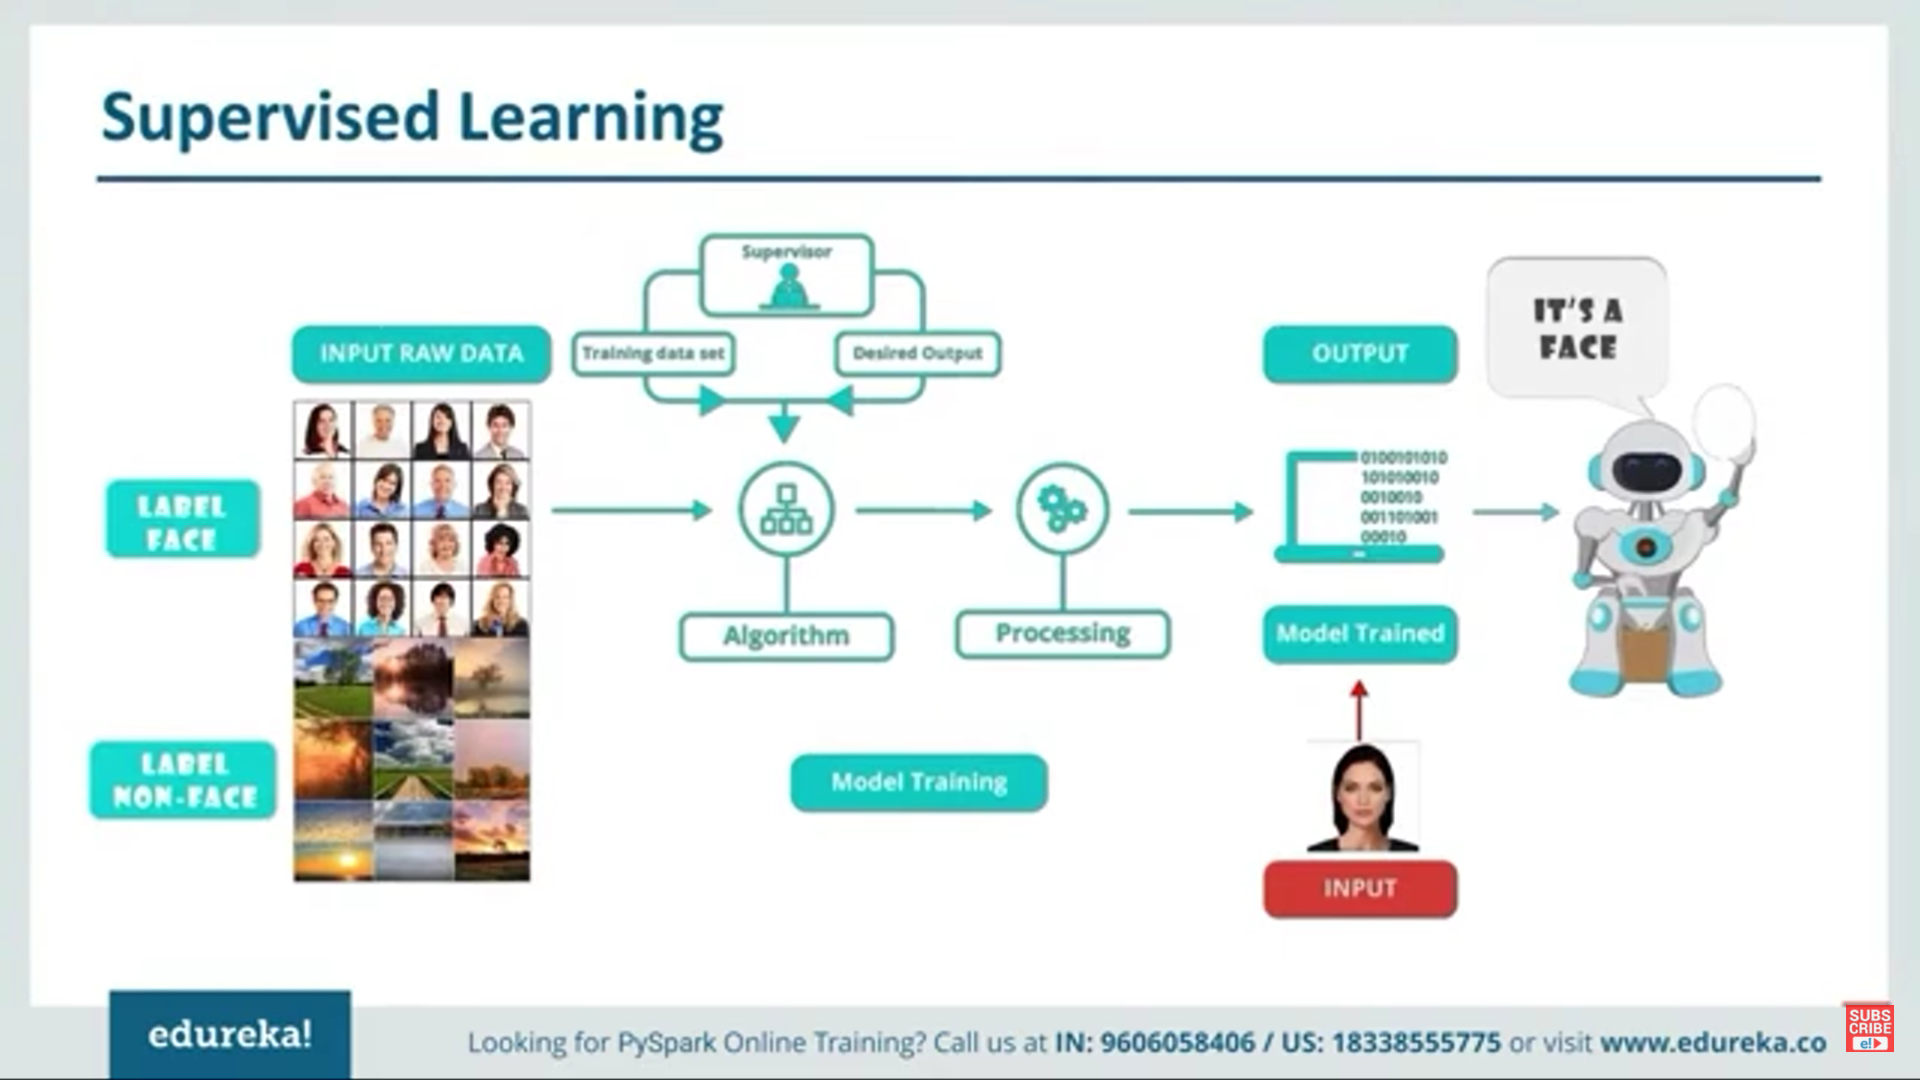 Supervised Learning
Supervisor
INPUT RAW DATA
Training data set
Desired Output
OUTPUT
IT'S A
FACE
LABEL
FACE
0100101010
101010010
0010010
001101001
00010
Algorithm
Processing
Model Trained
LABEL
NON-FACE
Model Training
INPUT
edureka!
Looking for PySpark Online Training? Call us at IN: 9606058406 / US: 18338555775 or visit www.edureka.co
SUBS
CRIBE
e!